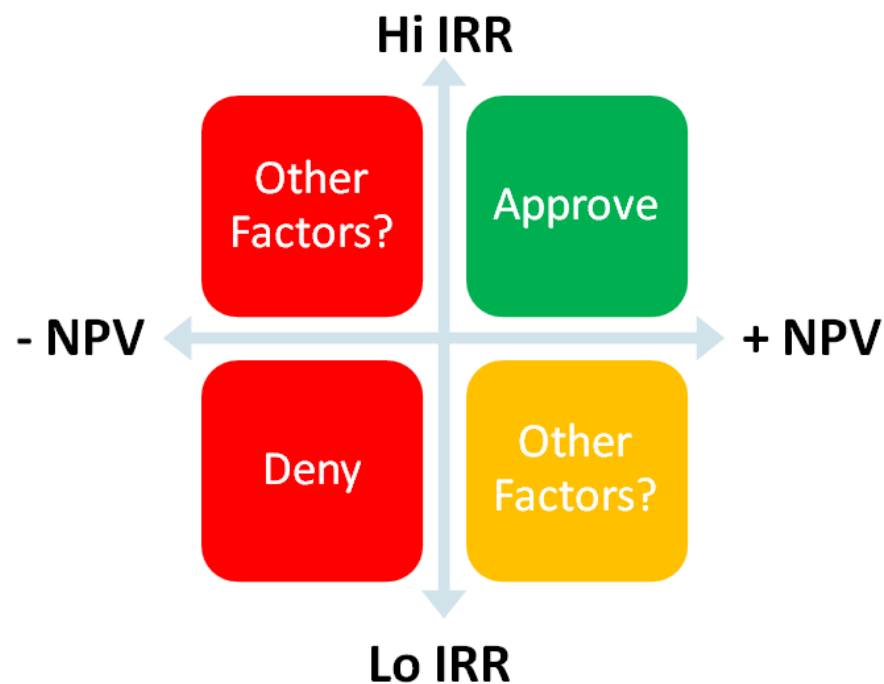 Hi IRR
Other
Factors?
Approve
- NPV
+ NPV
Deny
Other
Factors?
Lo IRR